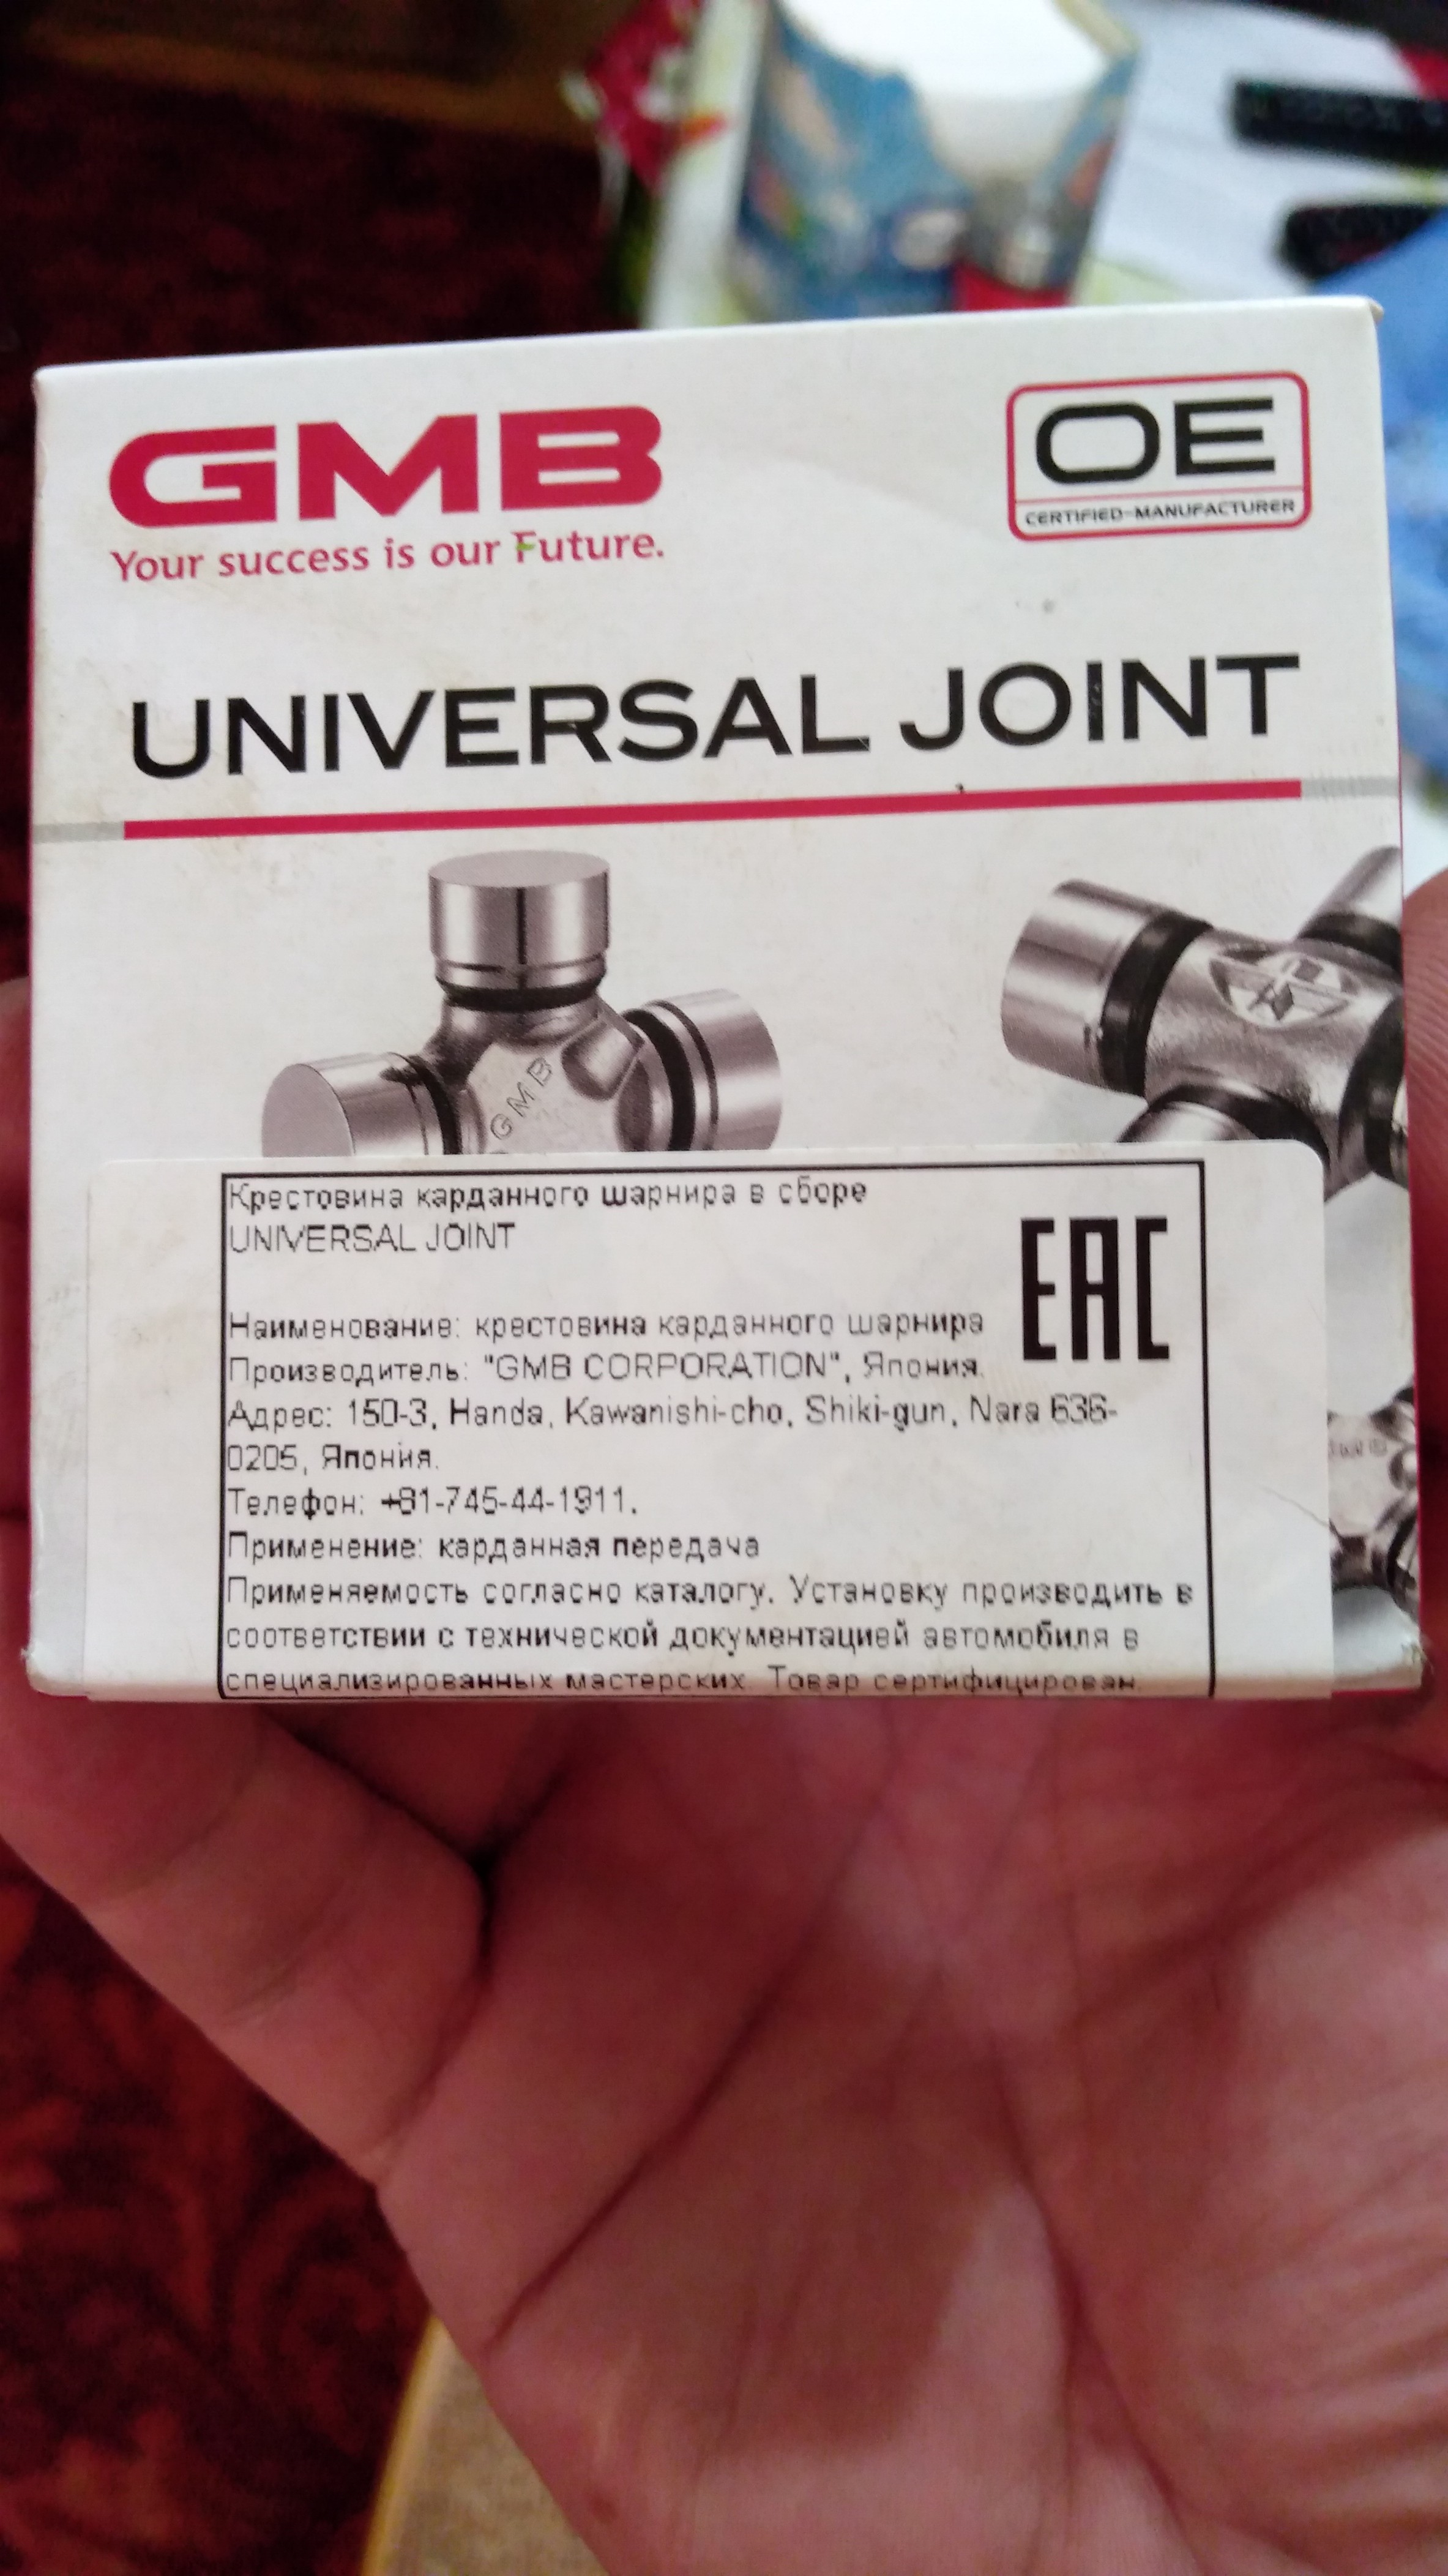 GMB
Your success is our Future.
OE
CERTIFIED-MANUFACTURER
UNIVERSAL JOINT
GMB
Крестовина карданного шарнира в сборе
UNIVERSAL JOINT
EAC
Наименование: крестовина карданного шарнира
Производитель: "GMB CORPORATION", Япония.
Адрес: 150-3, Handa, Kawanishi-cho, Shiki-gun, Nara 636-
0205, Япония.
Телефон: +81-745-44-1911.
Применение: карданная передача
Применяемость согласно каталогу. Установку производить в
соответствии с технической документацией автомобиля в
специализированных мастерских. Товар сертифицирован.